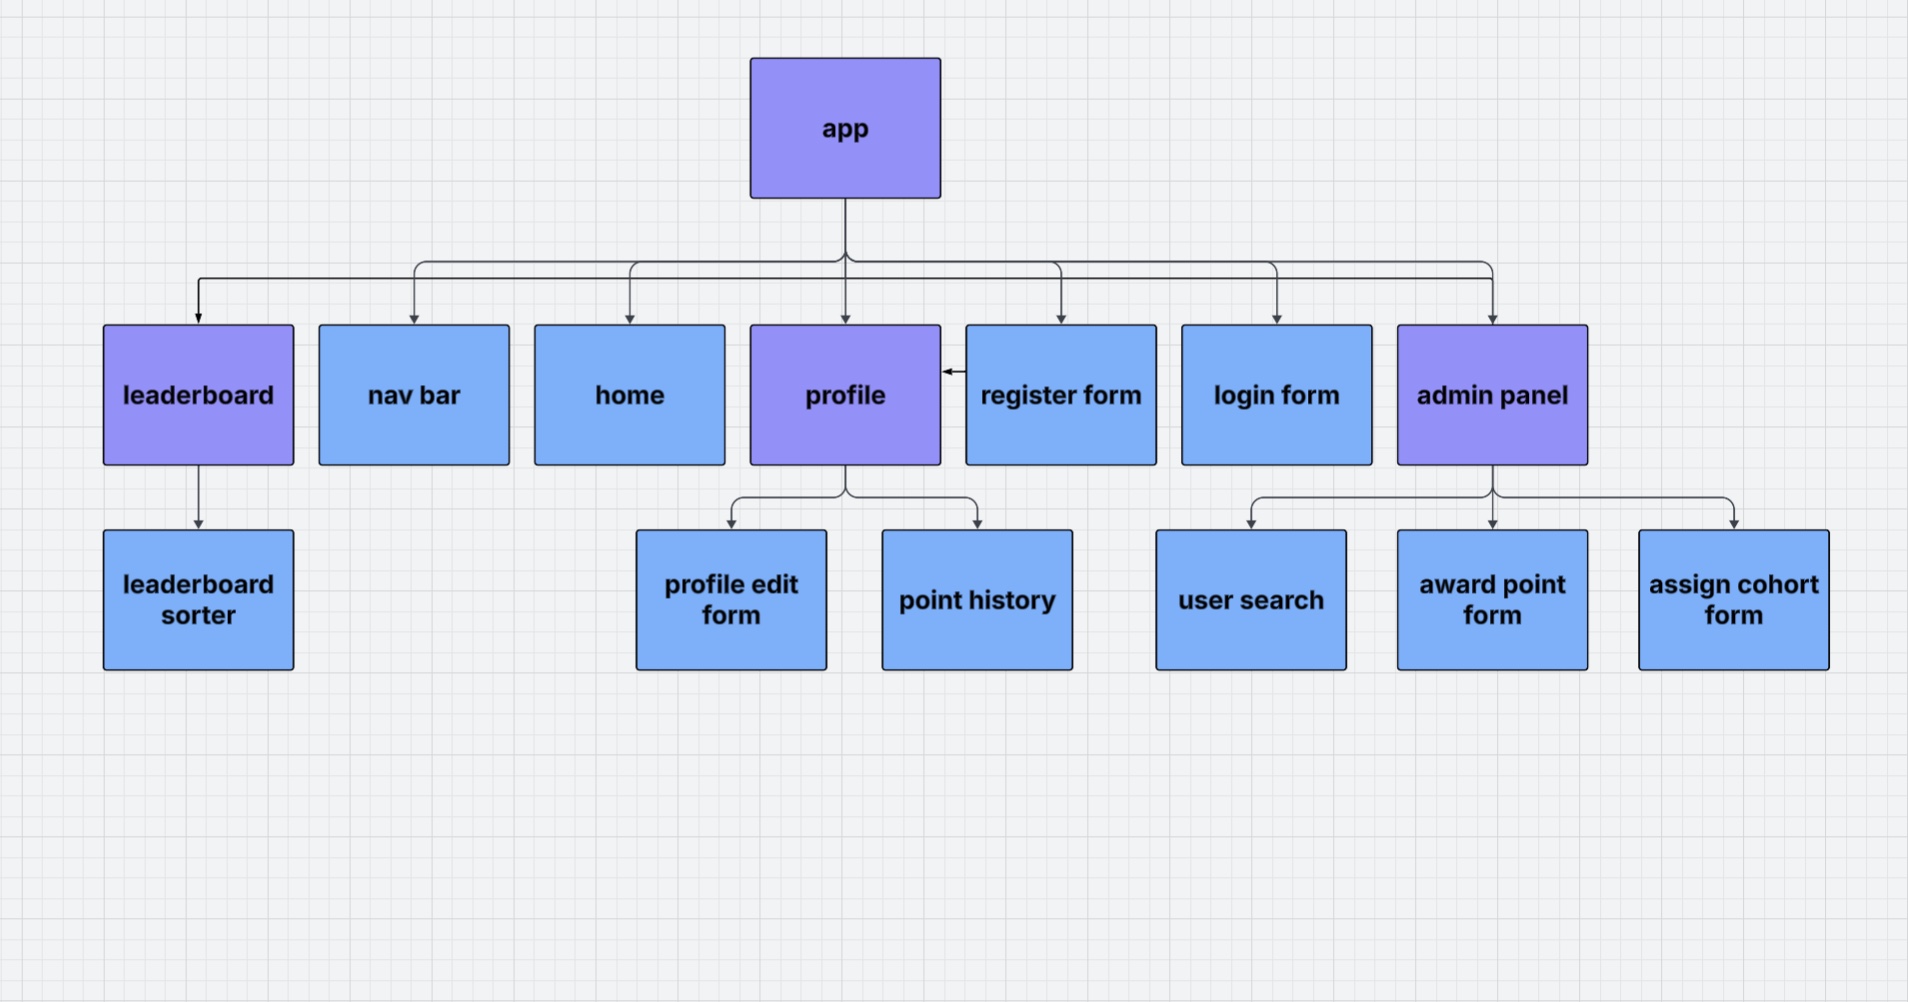 app
leaderboard
nav bar
home
profile
register form
login form
admin panel
leaderboard
sorter
profile edit
form
point history
user search
award point
form
assign cohort
form